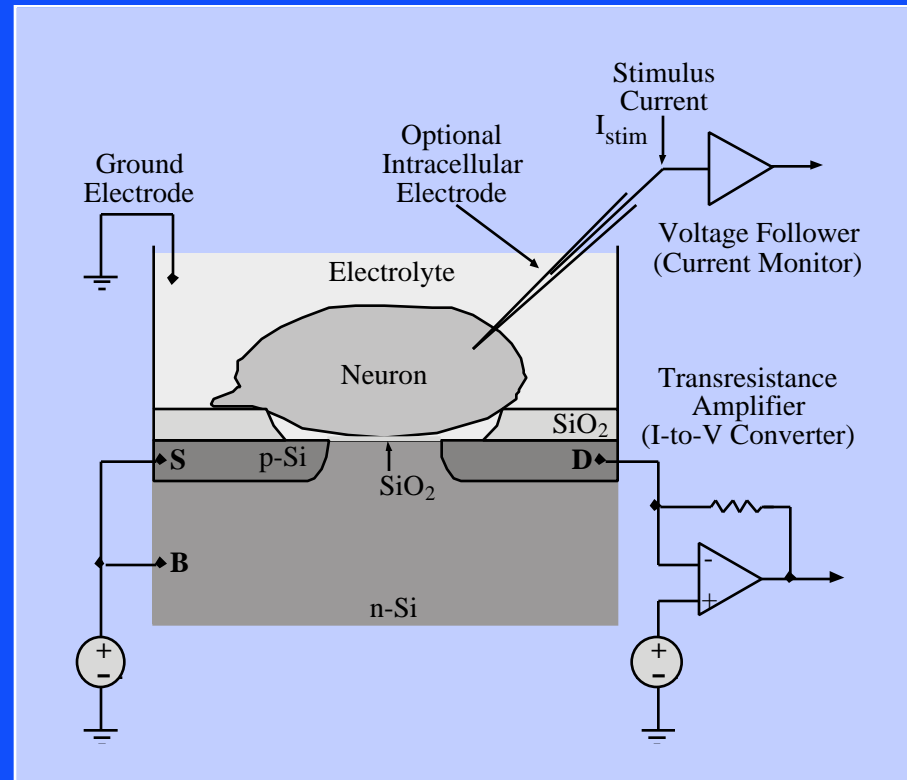 Stimulus
Current
I_stim
Optional
Intracellular
Electrode
Ground
Electrode
Voltage Follower
(Current Monitor)
Electrolyte
Neuron
Transresistance
Amplifier
(I-to-V Converter)
SiO₂
S
p-Si
D
SiO₂
B
n-Si
-
+
+
-
+
-